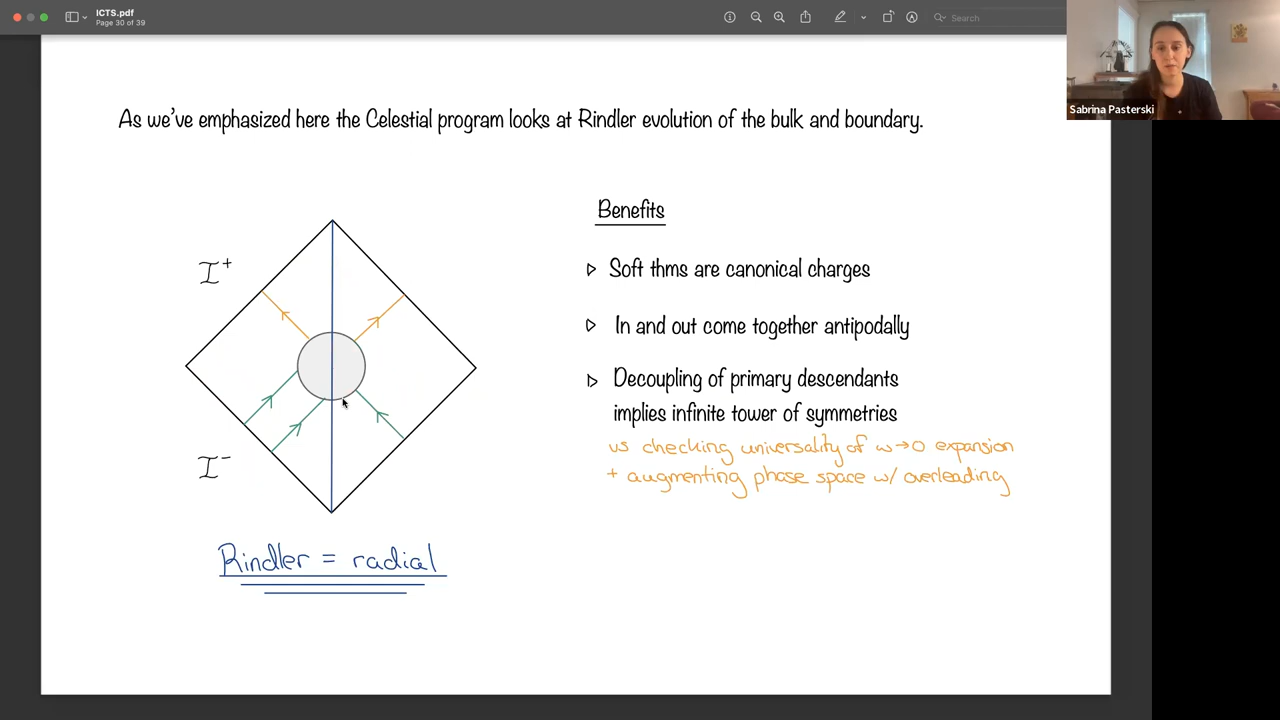 ICTS.pdf
Page 30 of 39
Search
Sabrina Pasterski
As we've emphasized here the Celestial program looks at Rindler evolution of the bulk and boundary.
Benefits
I+
▷ Soft thms are canonical charges
▷ In and out come together antipodally
▷ Decoupling of primary descendants
implies infinite tower of symmetries
vs checking universality of ω→0 expansion
+ augmenting phase space w/ overleading
I-
Rindler = radial